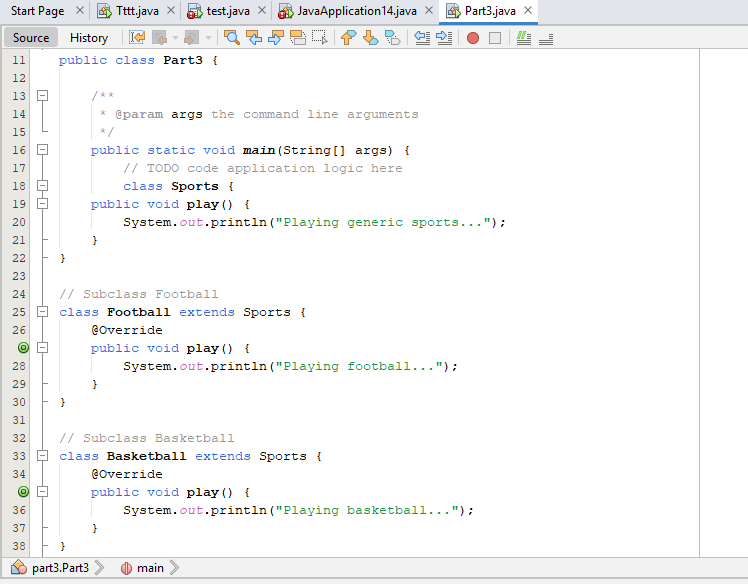 Start Page Tttt.java test.java JavaApplication14.java Part3.java
Source History
11 public class Part3 {
12
13 /**
14 * @param args the command line arguments
15 */
16 public static void main(String[] args) {
17 // TODO code application logic here
18 class Sports {
19 public void play() {
20 System.out.println("Playing generic sports...");
21 }
22 }
23
24 // Subclass Football
25 class Football extends Sports {
26 @Override
public void play() {
28 System.out.println("Playing football...");
29 }
30 }
31
32 // Subclass Basketball
33 class Basketball extends Sports {
34 @Override
public void play() {
36 System.out.println("Playing basketball...");
37 }
38 }
part3.Part3 main